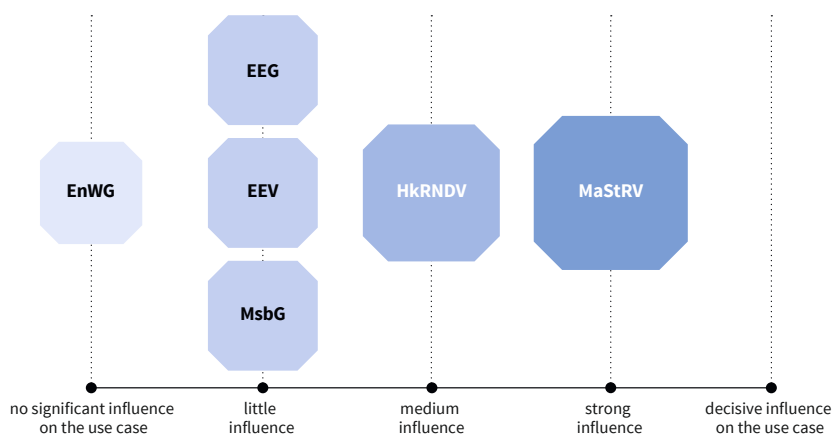 EEG
EnWG
EEV
HkRNDV
MaStRV
MsbG
no significant influence
on the use case
little
influence
medium
influence
strong
influence
decisive influence
on the use case